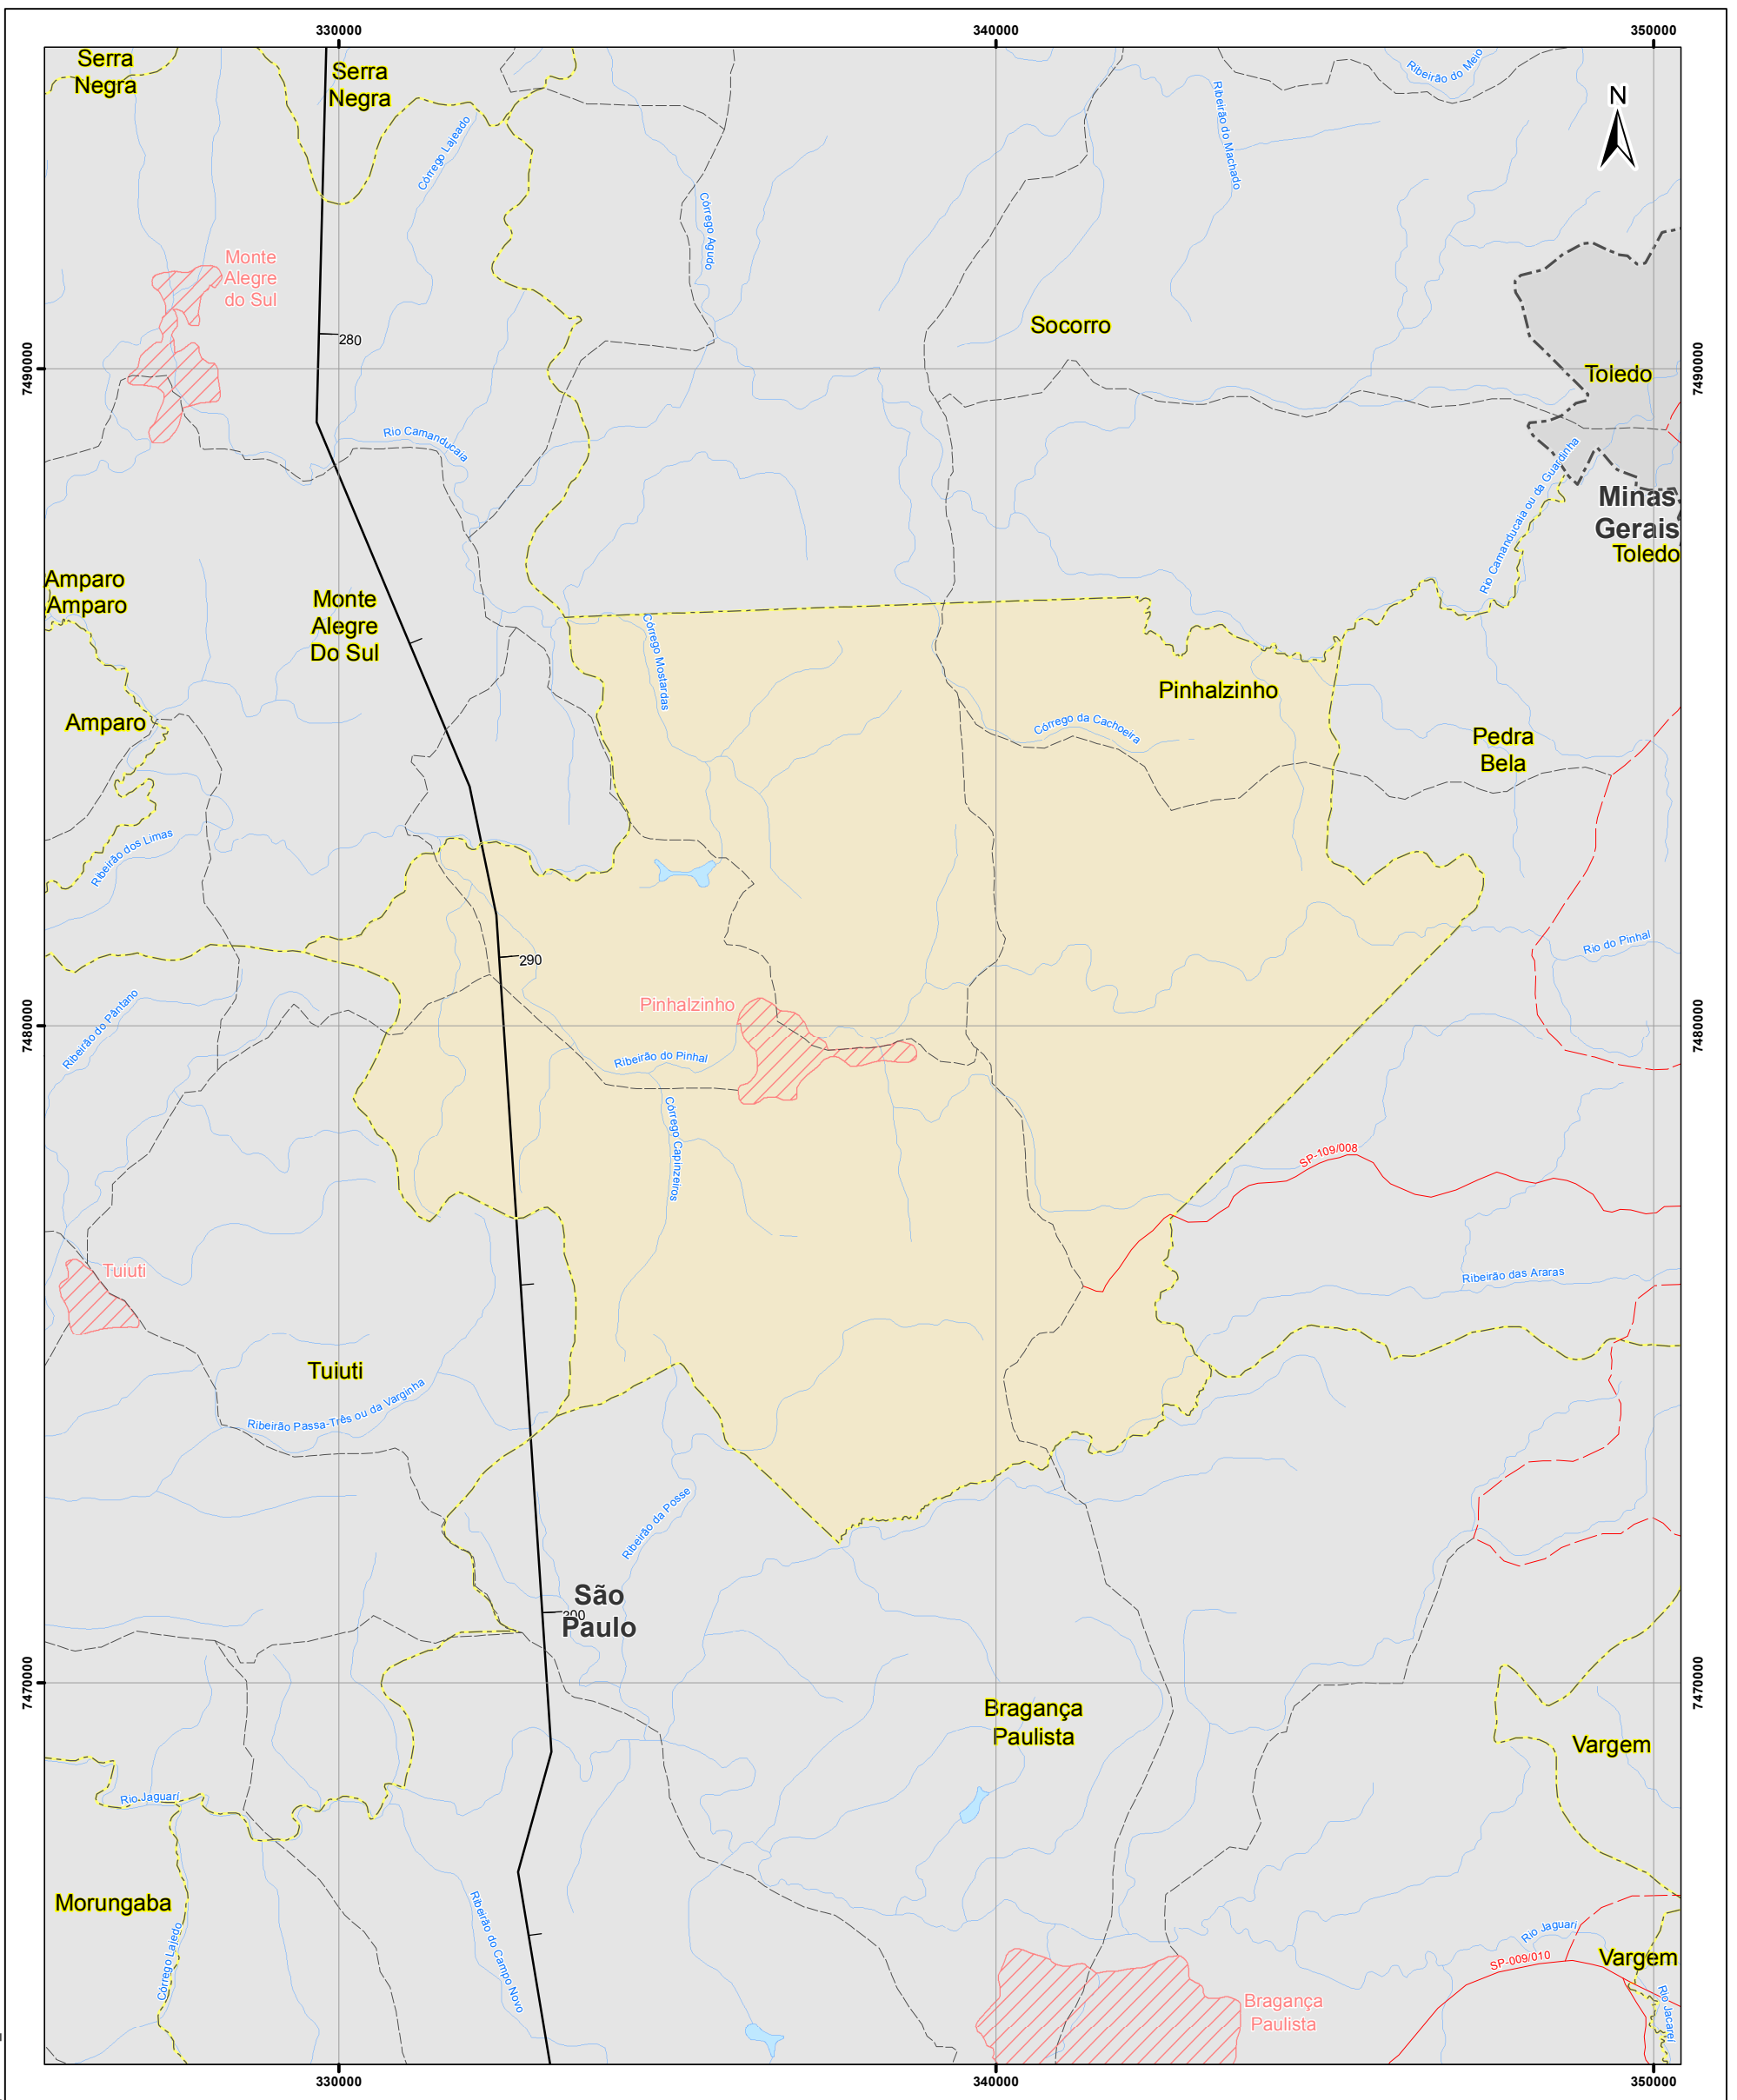 330000
340000
350000
Serra
Negra
Serra
Negra
Ribeirão do Meio
N
Ribeirão do Machado
Córrego Lajeado
Córrego Agudo
Monte
Alegre
do Sul
280
Socorro
7490000
7490000
Toledo
Rio Camanducaia
Rio Camanducaia ou da Guardinha
Minas
Gerais
Toledo
Amparo
Amparo
Monte
Alegre
Do Sul
Córrego Mostardas
Pinhalzinho
Amparo
Córrego da Cachoeira
Pedra
Bela
Ribeirão dos Limas
Rio do Pinhal
290
Pinhalzinho
Ribeirão do Pântano
7480000
7480000
Ribeirão do Pinhal
Córrego Capinzeiros
SP-109/008
Tuiuti
Ribeirão das Araras
Tuiuti
Ribeirão Passa-Três ou da Varginha
Ribeirão da Posse
São
Paulo
300
7470000
7470000
Bragança
Paulista
Vargem
Rio Jaguarí
Morungaba
Córrego Lajedo
Ribeirão do Campo Novo
Rio Jaguarí
SP-009/010
Vargem
Rio Jacareí
Bragança
Paulista
330000
340000
350000